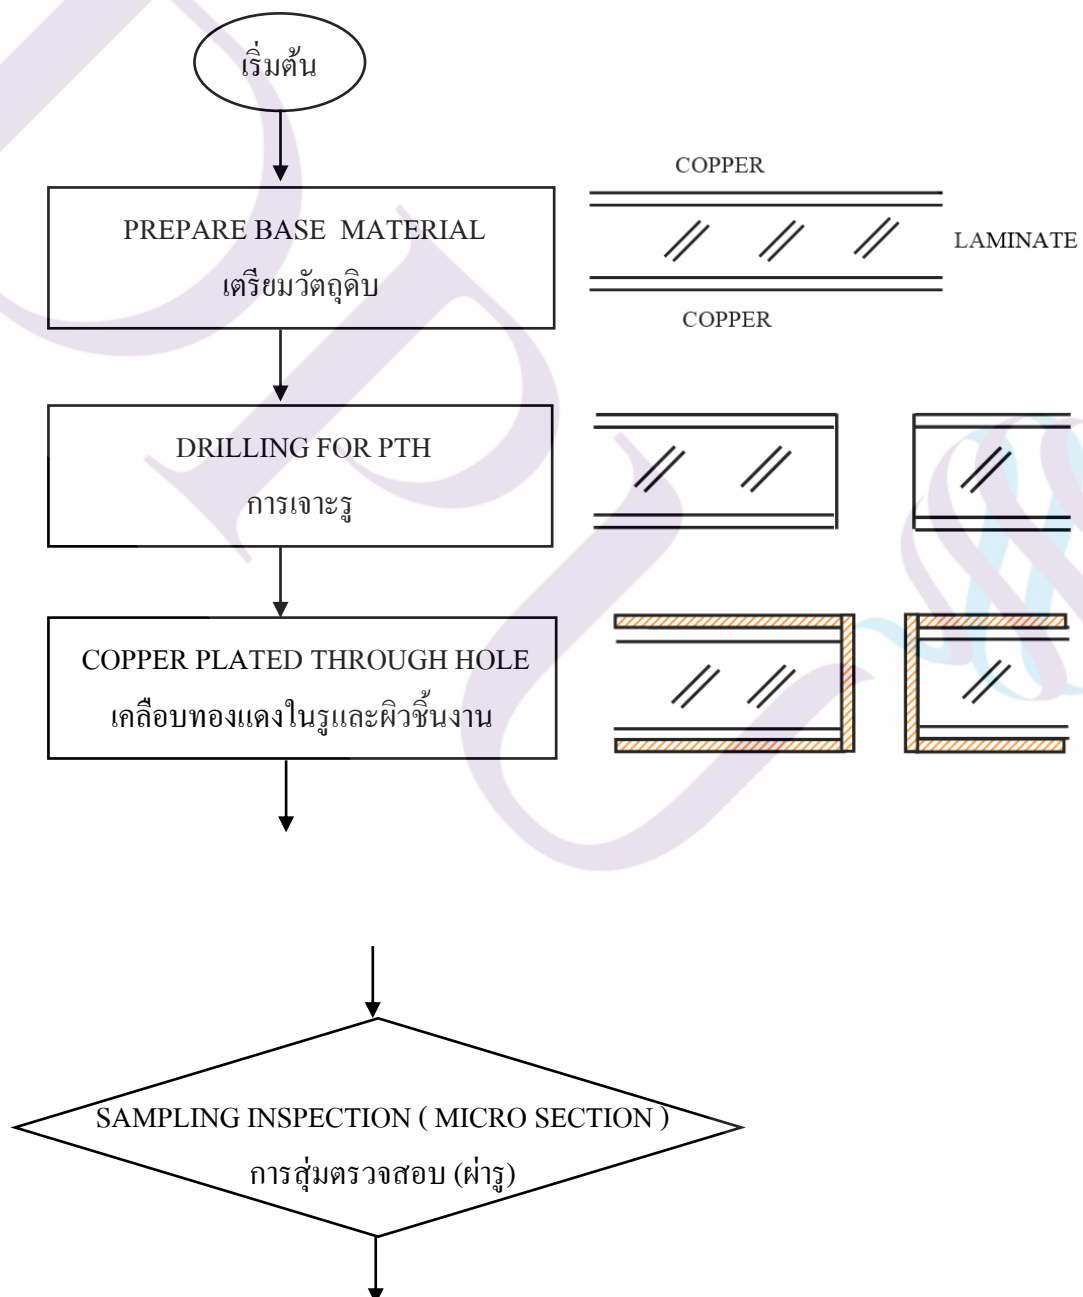 เริ่มต้น
COPPER
PREPARE BASE MATERIAL
เตรียมวัตถุดิบ
LAMINATE
COPPER
DRILLING FOR PTH
การเจาะรู
COPPER PLATED THROUGH HOLE
เคลือบทองแดงในรูและผิวชิ้นงาน
SAMPLING INSPECTION ( MICRO SECTION )
การสุ่มตรวจสอบ (ผ่ารู)
DPU